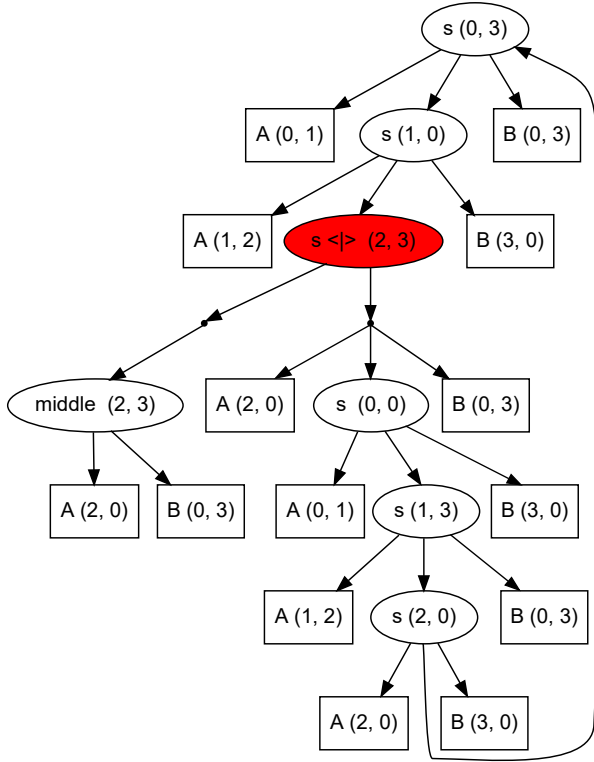 s (0, 3)
A (0, 1)
s (1, 0)
B (0, 3)
A (1, 2)
s <|> (2, 3)
B (3, 0)
middle (2, 3)
A (2, 0)
s (0, 0)
B (0, 3)
A (2, 0)
B (0, 3)
A (0, 1)
s (1, 3)
B (3, 0)
A (1, 2)
s (2, 0)
B (0, 3)
A (2, 0)
B (3, 0)